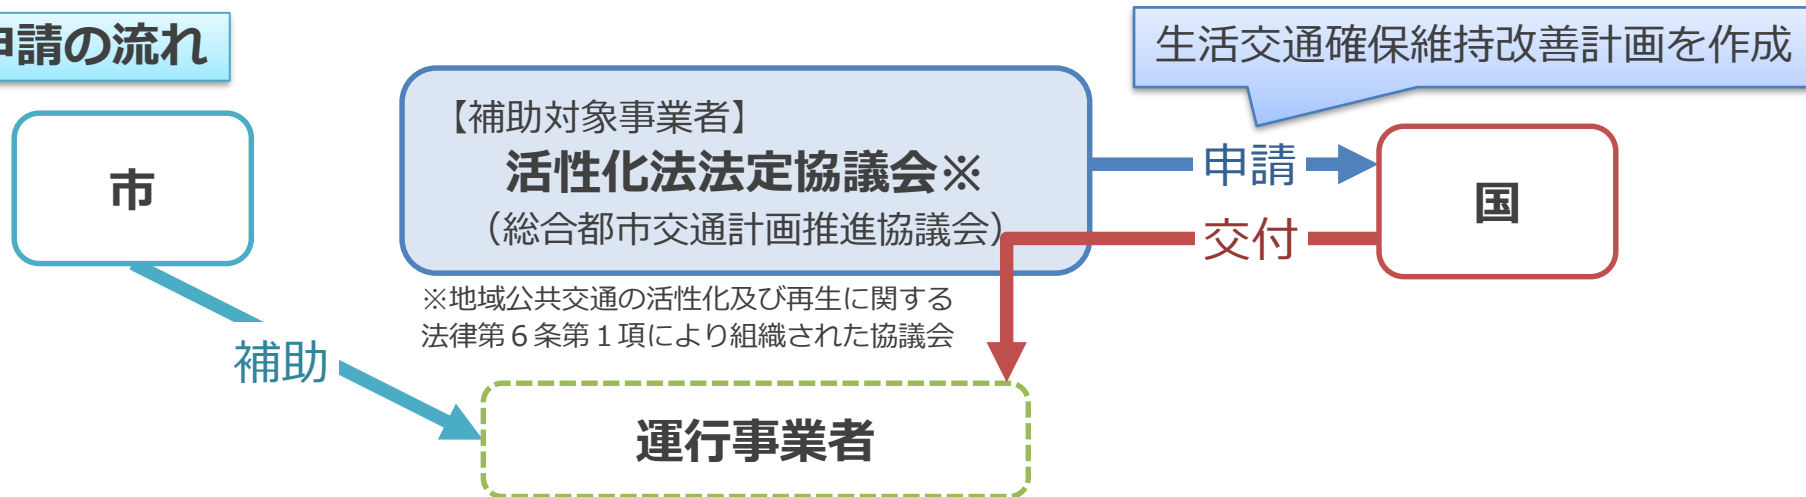 申請の流れ
生活交通確保維持改善計画を作成
市
【補助対象事業者】
活性化法法定協議会※
（総合都市交通計画推進協議会）
申請
交付
国
※地域公共交通の活性化及び再生に関する
法律第６条第１項により組織された協議会
補助
運行事業者